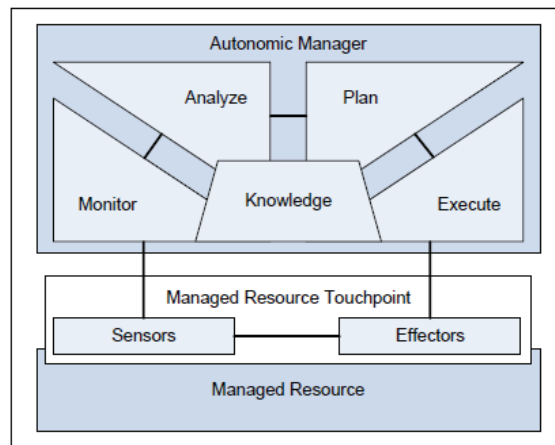 Autonomic Manager
Analyze
Plan
Monitor
Knowledge
Execute
Managed Resource Touchpoint
Sensors
Effectors
Managed Resource